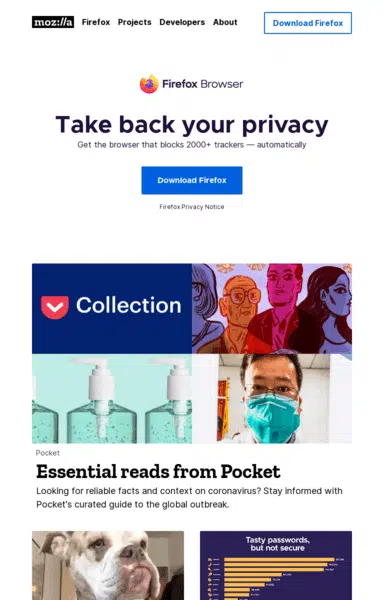 moz://a Firefox Projects Developers About Download Firefox
Firefox Browser
Take back your privacy
Get the browser that blocks 2000+ trackers — automatically
Download Firefox
Firefox Privacy Notice
Collection
Pocket
Essential reads from Pocket
Looking for reliable facts and context on coronavirus? Stay informed with
Pocket's curated guide to the global outbreak.
Tasty passwords,
but not secure